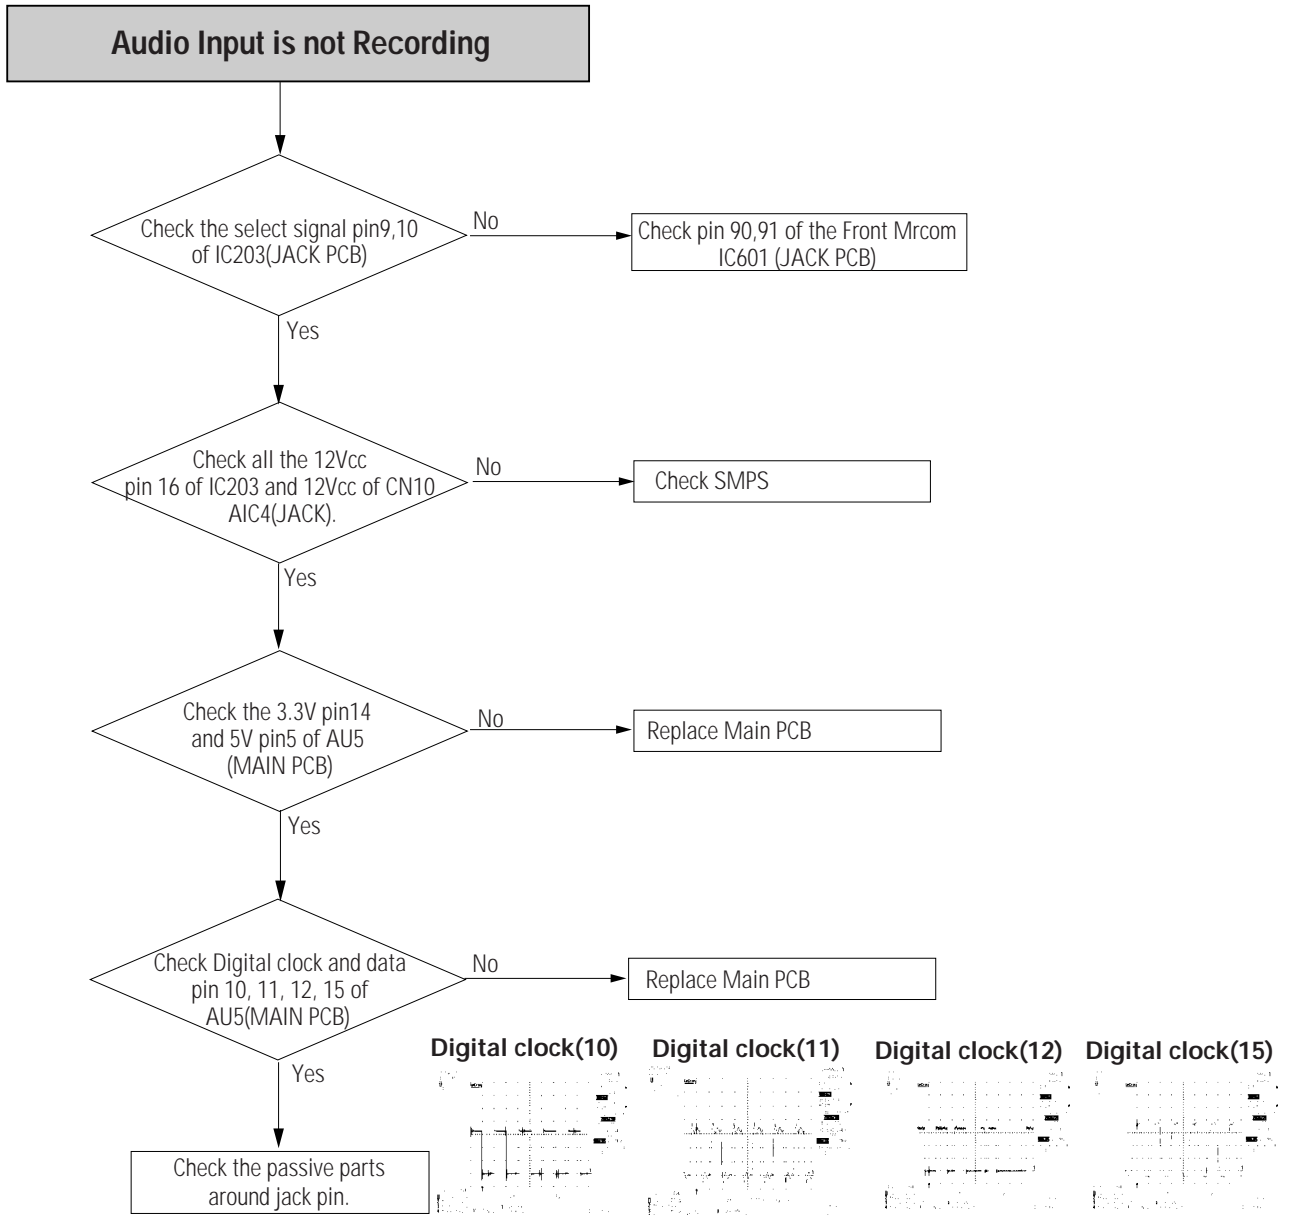 Audio Input is not Recording
Check the select signal pin9,10
of IC203(JACK PCB)
No
Check pin 90,91 of the Front Mrcom
IC601 (JACK PCB)
Yes
Check all the 12Vcc
pin 16 of IC203 and 12Vcc of CN10
AIC4(JACK).
No
Check SMPS
Yes
Check the 3.3V pin14
and 5V pin5 of AU5
(MAIN PCB)
No
Replace Main PCB
Yes
Check Digital clock and data
pin 10, 11, 12, 15 of
AU5(MAIN PCB)
No
Replace Main PCB
Yes
Check the passive parts
around jack pin.
Digital clock(10)
Digital clock(11)
Digital clock(12)
Digital clock(15)